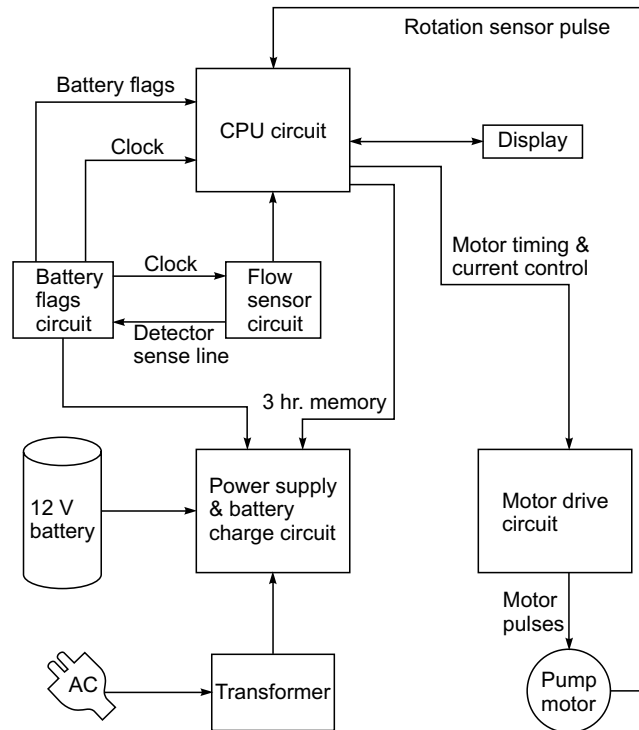 Rotation sensor pulse
Battery flags
CPU circuit
Display
Clock
Motor timing &
current control
Battery
flags
circuit
Clock
Flow
sensor
circuit
Detector
sense line
3 hr. memory
12 V
battery
Power supply
& battery
charge circuit
Motor drive
circuit
Motor
pulses
AC
Transformer
Pump
motor